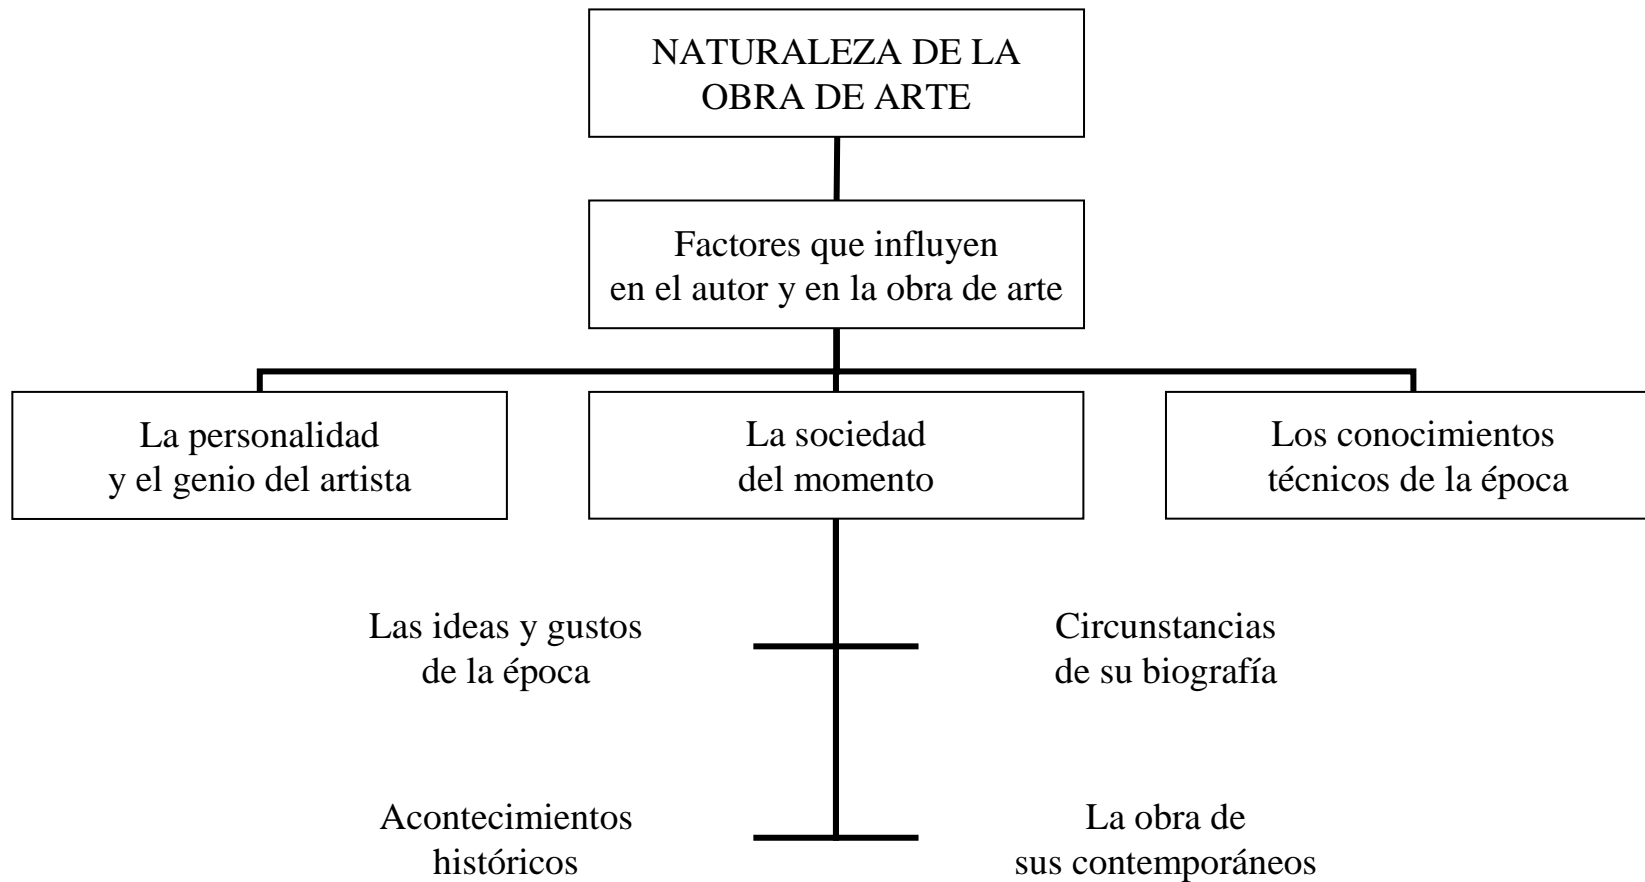 NATURALEZA DE LA
OBRA DE ARTE
Factores que influyen
en el autor y en la obra de arte
La personalidad
y el genio del artista
La sociedad
del momento
Los conocimientos
técnicos de la época
Las ideas y gustos
de la época
Circunstancias
de su biografía
Acontecimientos
históricos
La obra de
sus contemporáneos